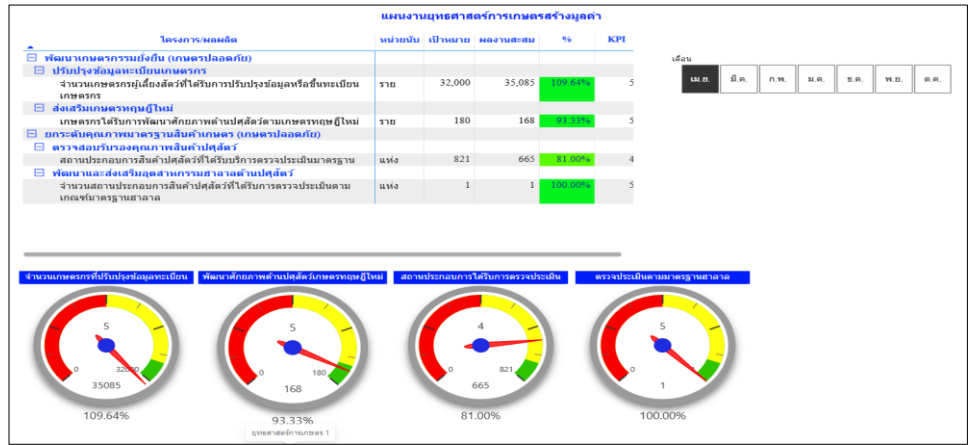 แผนงานยุทธศาสตร์การเกษตรสร้างมูลค่า
โครงการ/ผลผลิต หน่วยนับ เป้าหมาย ผลงานสะสม % KPI
พัฒนาเกษตรกรรมยั่งยืน (เกษตรปลอดภัย)
ปรับปรุงข้อมูลทะเบียนเกษตรกร
จำนวนเกษตรกรผู้เลี้ยงสัตว์ที่ได้รับการปรับปรุงข้อมูลหรือขึ้นทะเบียน ราย 32,000 35,085 109.64% 5
เกษตรกร
ส่งเสริมเกษตรทฤษฎีใหม่
เกษตรกรได้รับการพัฒนาศักยภาพด้านปศุสัตว์ตามเกษตรทฤษฎีใหม่ ราย 180 168 93.33% 5
ยกระดับคุณภาพมาตรฐานสินค้าเกษตร (เกษตรปลอดภัย)
ตรวจสอบรับรองคุณภาพสินค้าปศุสัตว์
สถานประกอบการสินค้าปศุสัตว์ที่ได้รับบริการตรวจประเมินมาตรฐาน แห่ง 821 665 81.00% 4
พัฒนาและส่งเสริมอุตสาหกรรมฮาลาลด้านปศุสัตว์
จำนวนสถานประกอบการสินค้าปศุสัตว์ที่ได้รับการตรวจประเมินตาม แห่ง 1 1 100.00% 5
เกณฑ์มาตรฐานฮาลาล
เดือน
เม.ย. มี.ค. ก.พ. ม.ค. ธ.ค. พ.ย. ต.ค.
จำนวนเกษตรกรที่ปรับปรุงข้อมูลทะเบียน พัฒนาศักยภาพด้านปศุสัตว์เกษตรทฤษฎีใหม่ สถานประกอบการได้รับการตรวจประเมิน ตรวจประเมินตามมาตรฐานฮาลาล
5 5 4 5
0 32000 0 180 0 821 0
35085 168 665 1
109.64% 93.33% 81.00% 100.00%
ยุทธศาสตร์การเกษตร 1